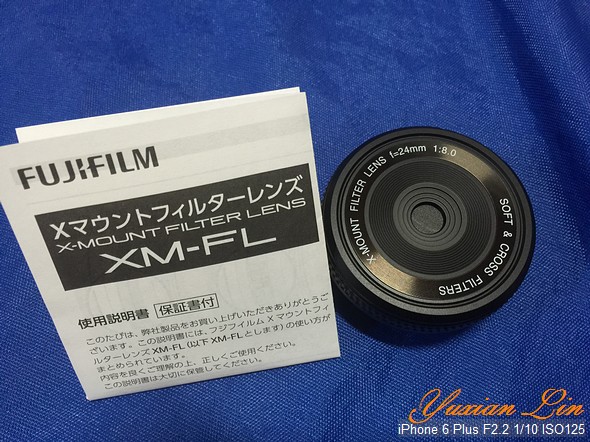 FUJIFILM
Xマウントフィルターレンズ
X-MOUNT FILTER LENS
XM-FL
使用説明書 保証書付
このたびは、弊社製品をお買い上げいただきありがとうご
ざいます。この説明書には、フジフイルム X マウントフィ
ルターレンズ XM-FL (以下 XM-FL とします) の使い方が
まとめられています。
内容を良くご理解の上、正しくご使用ください。
この説明書は大切に保管してください。
X-MOUNT FILTER LENS f=24mm 1:8.0
SOFT & CROSS FILTERS
Yuxian Lin
iPhone 6 Plus F2.2 1/10 ISO125